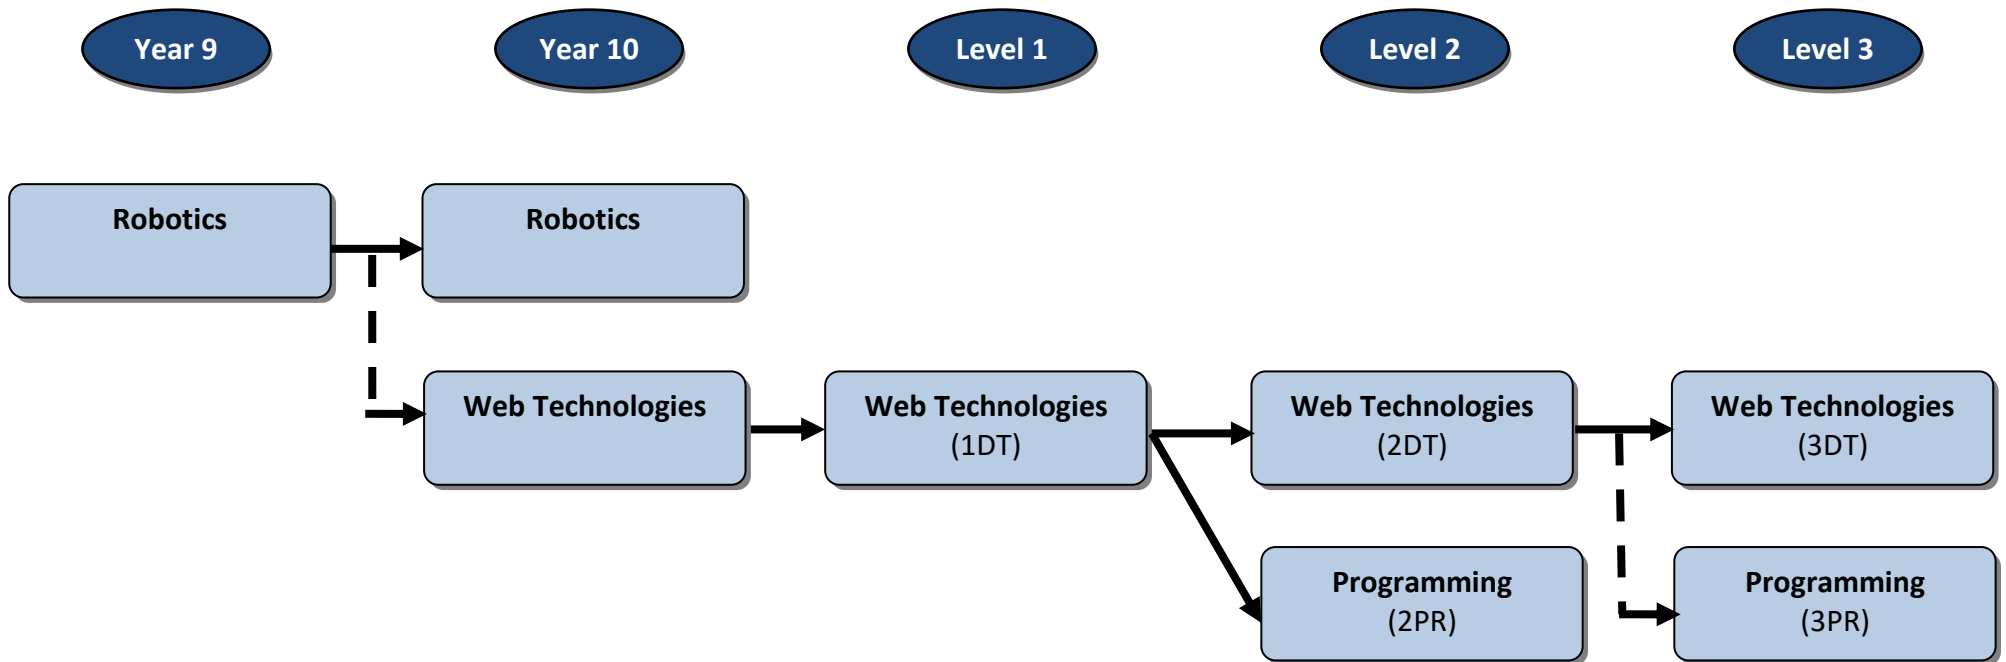 Year 9
Year 10
Level 1
Level 2
Level 3
Robotics
Robotics
Web Technologies
Web Technologies
(1DT)
Web Technologies
(2DT)
Web Technologies
(3DT)
Programming
(2PR)
Programming
(3PR)